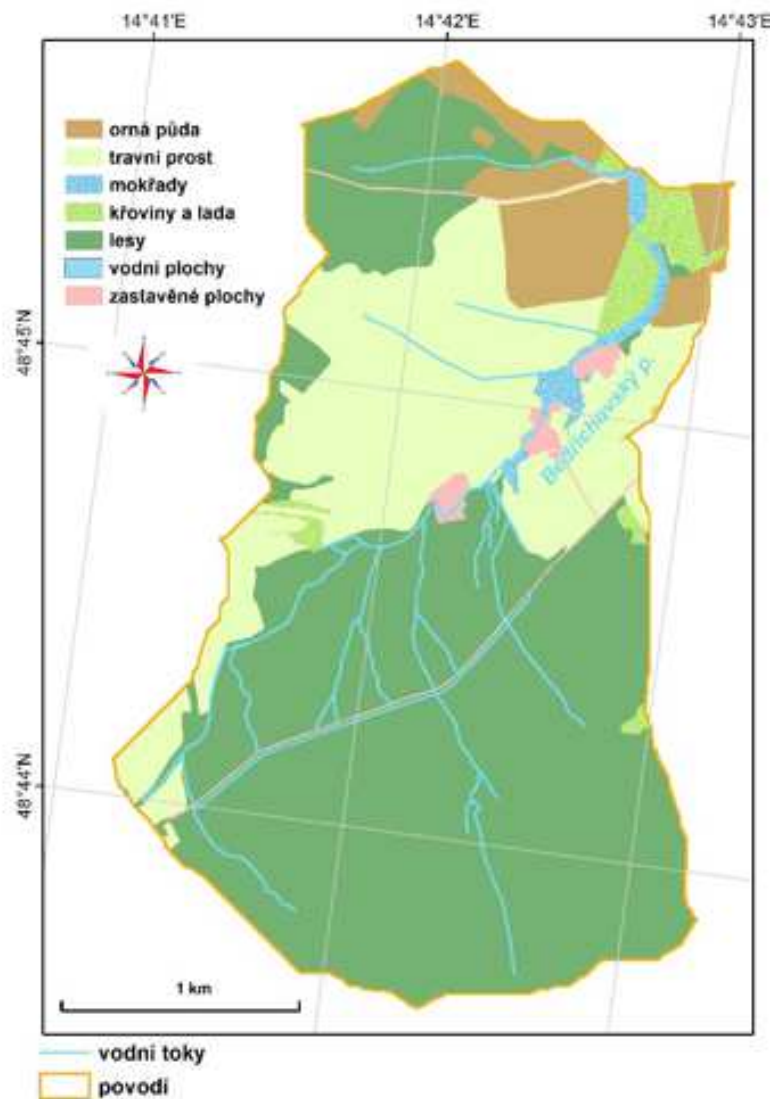 14°41'E
14°42'E
14°43'E
orná půda
travní prost
mokřady
křoviny a lada
lesy
vodní plochy
zastavěné plochy
48°45'N
Bedřichovský p.
48°44'N
1 km
vodní toky
povodí